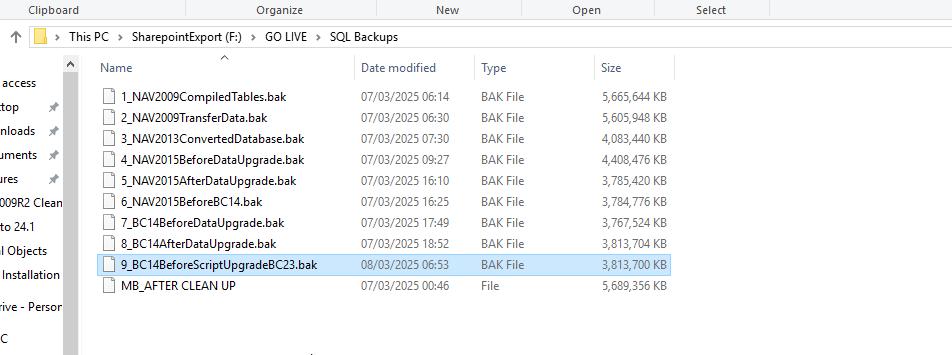 Clipboard Organize New Open Select
This PC > SharepointExport (F:) > GO LIVE > SQL Backups
Name Date modified Type Size
access
top
nloads
uments
ures
009R2 Clean
to 24.1
al Objects
Installation
rive - Person
C
1_NAV2009CompiledTables.bak 07/03/2025 06:14 BAK File 5,665,644 KB
2_NAV2009TransferData.bak 07/03/2025 06:30 BAK File 5,605,948 KB
3_NAV2013ConvertedDatabase.bak 07/03/2025 07:30 BAK File 4,083,440 KB
4_NAV2015BeforeDataUpgrade.bak 07/03/2025 09:27 BAK File 4,408,476 KB
5_NAV2015AfterDataUpgrade.bak 07/03/2025 16:10 BAK File 3,785,420 KB
6_NAV2015BeforeBC14.bak 07/03/2025 16:25 BAK File 3,784,776 KB
7_BC14BeforeDataUpgrade.bak 07/03/2025 17:49 BAK File 3,767,524 KB
8_BC14AfterDataUpgrade.bak 07/03/2025 18:52 BAK File 3,813,704 KB
9_BC14BeforeScriptUpgradeBC23.bak 08/03/2025 06:53 BAK File 3,813,700 KB
MB_AFTER CLEAN UP 07/03/2025 00:46 File 5,689,356 KB